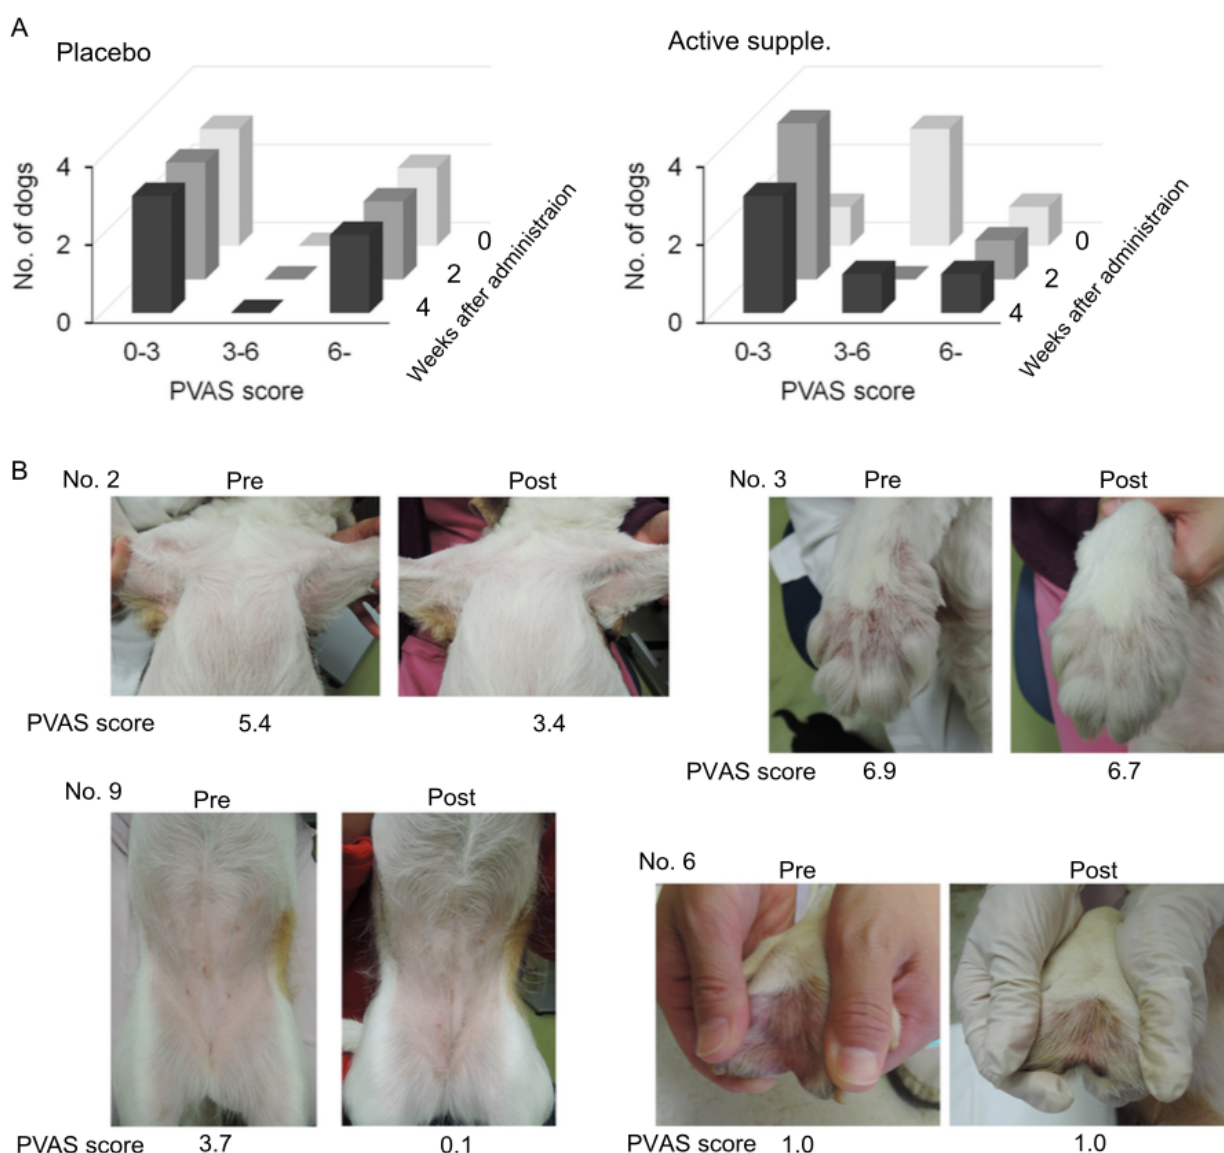 A
Placebo
Active supple.
No. of dogs
4
2
0
0-3
3-6
6-
PVAS score
0
2
4
Weeks after administraion
No. of dogs
4
2
0
0-3
3-6
6-
PVAS score
0
2
4
Weeks after administraion
B
No. 2
Pre
Post
PVAS score
5.4
3.4
No. 3
Pre
Post
PVAS score
6.9
6.7
No. 9
Pre
Post
PVAS score
3.7
0.1
No. 6
Pre
Post
PVAS score
1.0
1.0